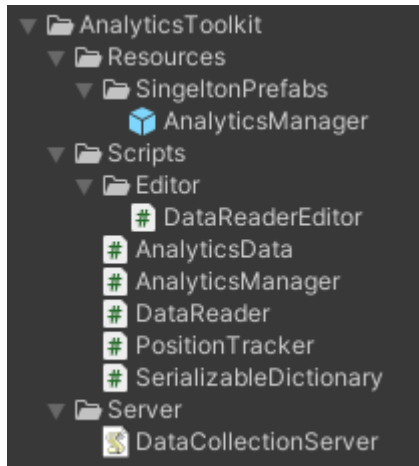 AnalyticsToolkit
Resources
SingeltonPrefabs
AnalyticsManager
Scripts
Editor
# DataReaderEditor
# AnalyticsData
# AnalyticsManager
# DataReader
# PositionTracker
# SerializableDictionary
Server
DataCollectionServer